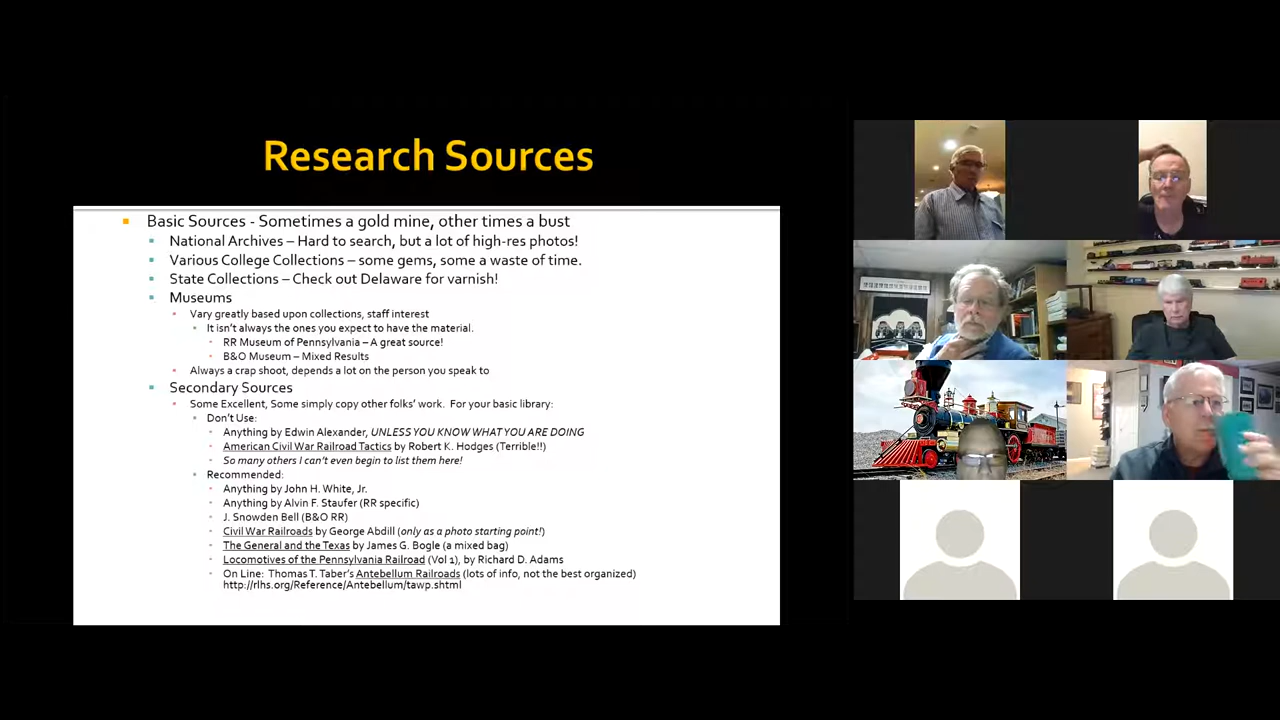 Research Sources
Basic Sources - Sometimes a gold mine, other times a bust
National Archives – Hard to search, but a lot of high-res photos!
Various College Collections – some gems, some a waste of time.
State Collections – Check out Delaware for varnish!
Museums
Vary greatly based upon collections, staff interest
It isn't always the ones you expect to have the material.
RR Museum of Pennsylvania – A great source!
B&O Museum – Mixed Results
Always a crap shoot, depends a lot on the person you speak to
Secondary Sources
Some Excellent, Some simply copy other folks' work. For your basic library:
Don't Use:
Anything by Edwin Alexander, UNLESS YOU KNOW WHAT YOU ARE DOING
American Civil War Railroad Tactics by Robert K. Hodges (Terrible!!)
So many others I can't even begin to list them here!
Recommended:
Anything by John H. White, Jr.
Anything by Alvin F. Staufer (RR specific)
J. Snowden Bell (B&O RR)
Civil War Railroads by George Abdill (only as a photo starting point!)
The General and the Texas by James G. Bogle (a mixed bag)
Locomotives of the Pennsylvania Railroad (Vol 1), by Richard D. Adams
On Line: Thomas T. Taber's Antebellum Railroads (lots of info, not the best organized)
http://rlhs.org/Reference/Antebellum/tawp.shtml